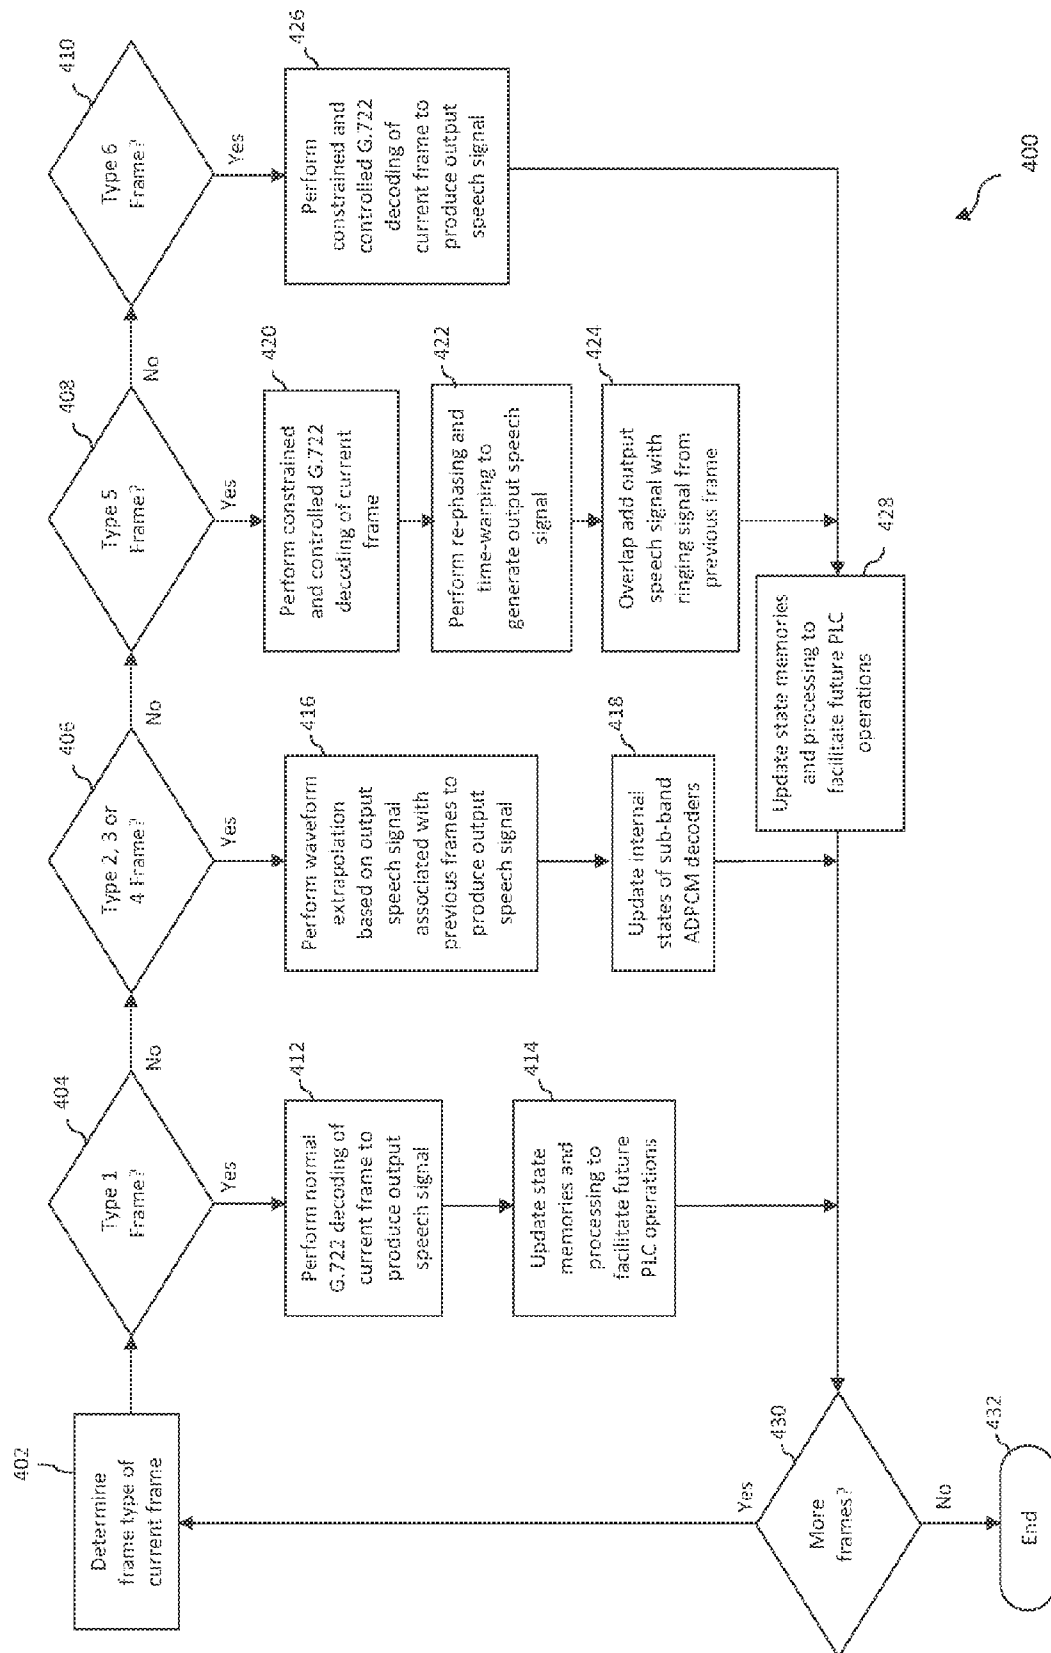 402
Determine
frame type of
current frame
404
Type 1
Frame?
No
Yes
406
Type 2, 3 or
4 Frame?
No
Yes
408
Type 5
Frame?
No
Yes
410
Type 6
Frame?
Yes
412
Perform normal
G.722 decoding of
current frame to
produce output
speech signal
414
Update state
memories and
processing to
facilitate future
PLC operations
416
Perform waveform
extrapolation
based on output
speech signal
associated with
previous frames to
produce output
speech signal
418
Update internal
states of sub-band
ADPCM decoders
420
Perform constrained
and controlled G.722
decoding of current
frame
422
Perform re-phasing and
time-warping to
generate output speech
signal
424
Overlap add output
speech signal with
ringing signal from
previous frame
426
Perform
constrained and
controlled G.722
decoding of
current frame to
produce output
speech signal
428
Update state memories
and processing to
facilitate future PLC
operations
430
More
frames?
Yes
No
432
End
400